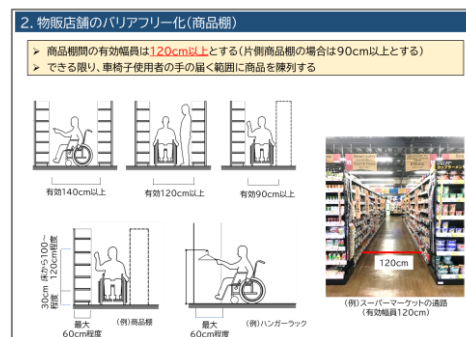 2. 物販店舗のバリアフリー化(商品棚)
➢ 商品棚間の有効幅員は120cm以上とする(片側商品棚の場合は90cm以上とする)
➢ できる限り、車椅子使用者の手の届く範囲に商品を陳列する
有効140cm以上
有効120cm以上
有効90cm以上
床から100~
120cm程度
30cm
程度
最大
60cm程度
(例)商品棚
最大
60cm程度
(例)ハンガーラック
120cm
(例)スーパーマーケットの通路
(有効幅員120cm)